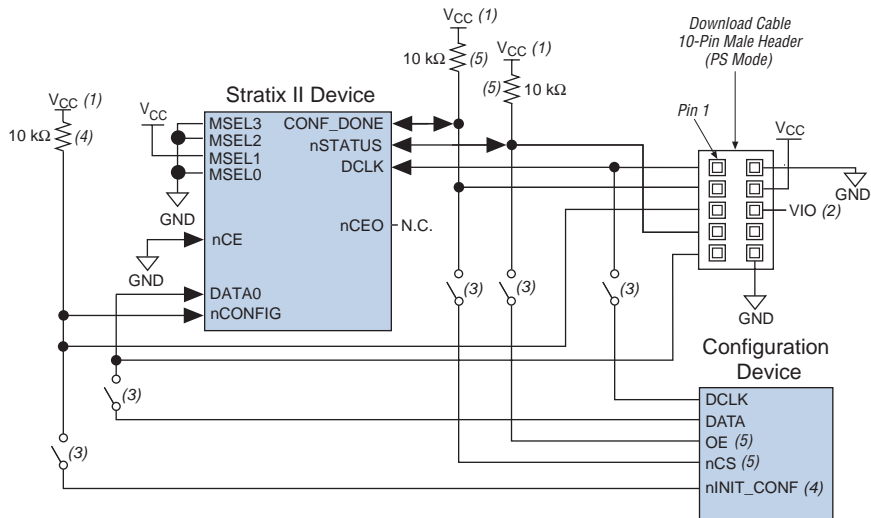 VCC (1)
10 kΩ
(5)
VCC (1)
(5)
10 kΩ
Download Cable
10-Pin Male Header
(PS Mode)
Pin 1
VCC
VCC (1)
10 kΩ
(4)
VCC
Stratix II Device
MSEL3
MSEL2
MSEL1
MSEL0
CONF_DONE
nSTATUS
DCLK
GND
nCE
GND
nCEO
N.C.
DATA0
nCONFIG
GND
VIO (2)
GND
(3)
(3)
(3)
(3)
(3)
Configuration
Device
DCLK
DATA
OE (5)
nCS (5)
nINIT_CONF (4)